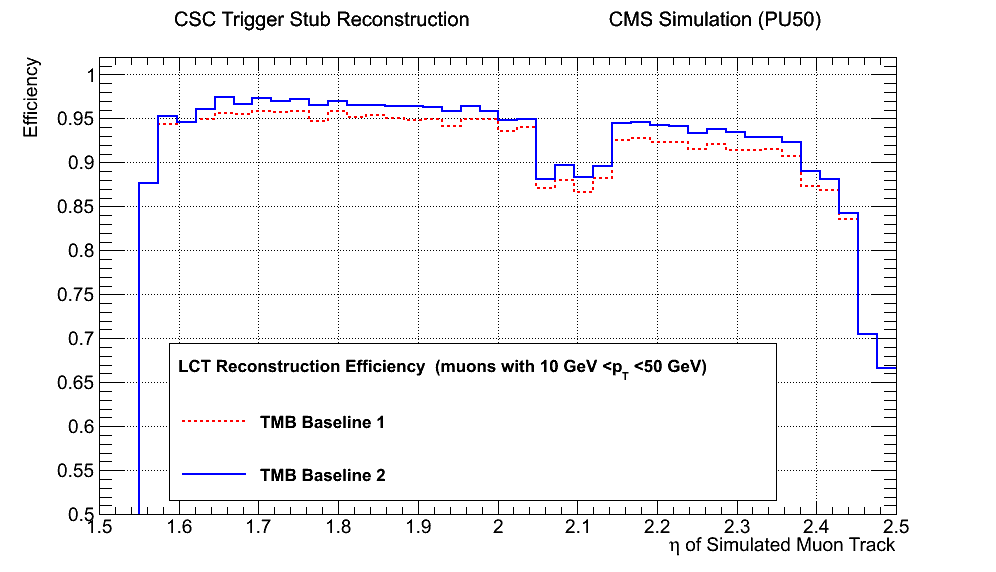 CSC Trigger Stub Reconstruction CMS Simulation (PU50)
Efficiency
1
0.95
0.9
0.85
0.8
0.75
0.7
0.65
0.6
0.55
0.5
LCT Reconstruction Efficiency (muons with 10 GeV <pT <50 GeV)
TMB Baseline 1
TMB Baseline 2
1.5 1.6 1.7 1.8 1.9 2 2.1 2.2 2.3 2.4 2.5
η of Simulated Muon Track